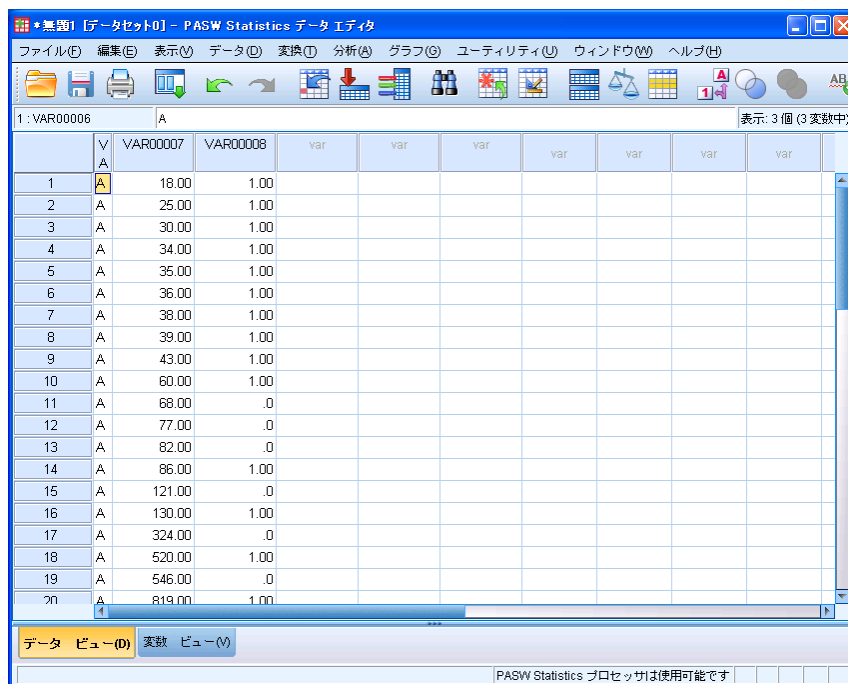 *無題1 [データセット0] - PASW Statistics データ エディタ
ファイル(F) 編集(E) 表示(V) データ(D) 変換(T) 分析(A) グラフ(G) ユーティリティ(U) ウィンドウ(W) ヘルプ(H)
1 : VAR00006 A 表示: 3 個 (3 変数中)
VA VAR00007 VAR00008 var var var var var var var
1 A 18.00 1.00
2 A 25.00 1.00
3 A 30.00 1.00
4 A 34.00 1.00
5 A 35.00 1.00
6 A 36.00 1.00
7 A 38.00 1.00
8 A 39.00 1.00
9 A 43.00 1.00
10 A 60.00 1.00
11 A 68.00 .0
12 A 77.00 .0
13 A 82.00 .0
14 A 86.00 1.00
15 A 121.00 .0
16 A 130.00 1.00
17 A 324.00 .0
18 A 520.00 1.00
19 A 546.00 .0
20 A 819.00 1.00
データ ビュー(D) 変数 ビュー(V)
PASW Statistics プロセッサは使用可能です